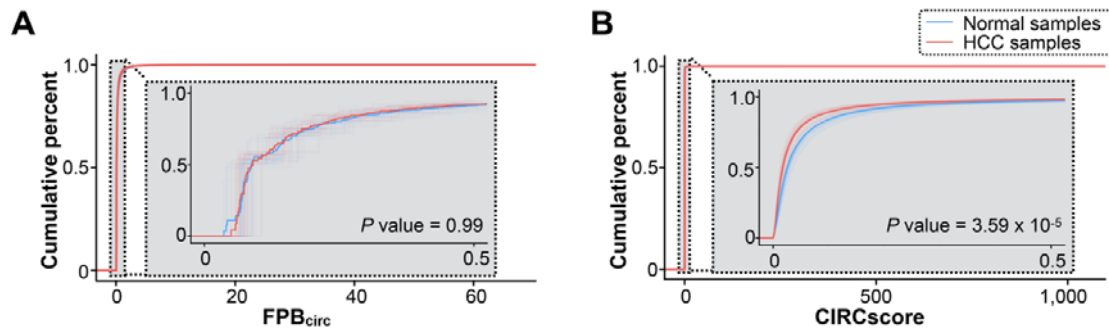 A
Cumulative percent
1.0
0.5
0
1.0
0.5
0
0
0.5
P value = 0.99
0
20
40
60
FPBcirc
B
Normal samples
HCC samples
Cumulative percent
1.0
0.5
0
1.0
0.5
0
0
0.5
P value = 3.59 x 10-5
0
500
1,000
CIRCscore